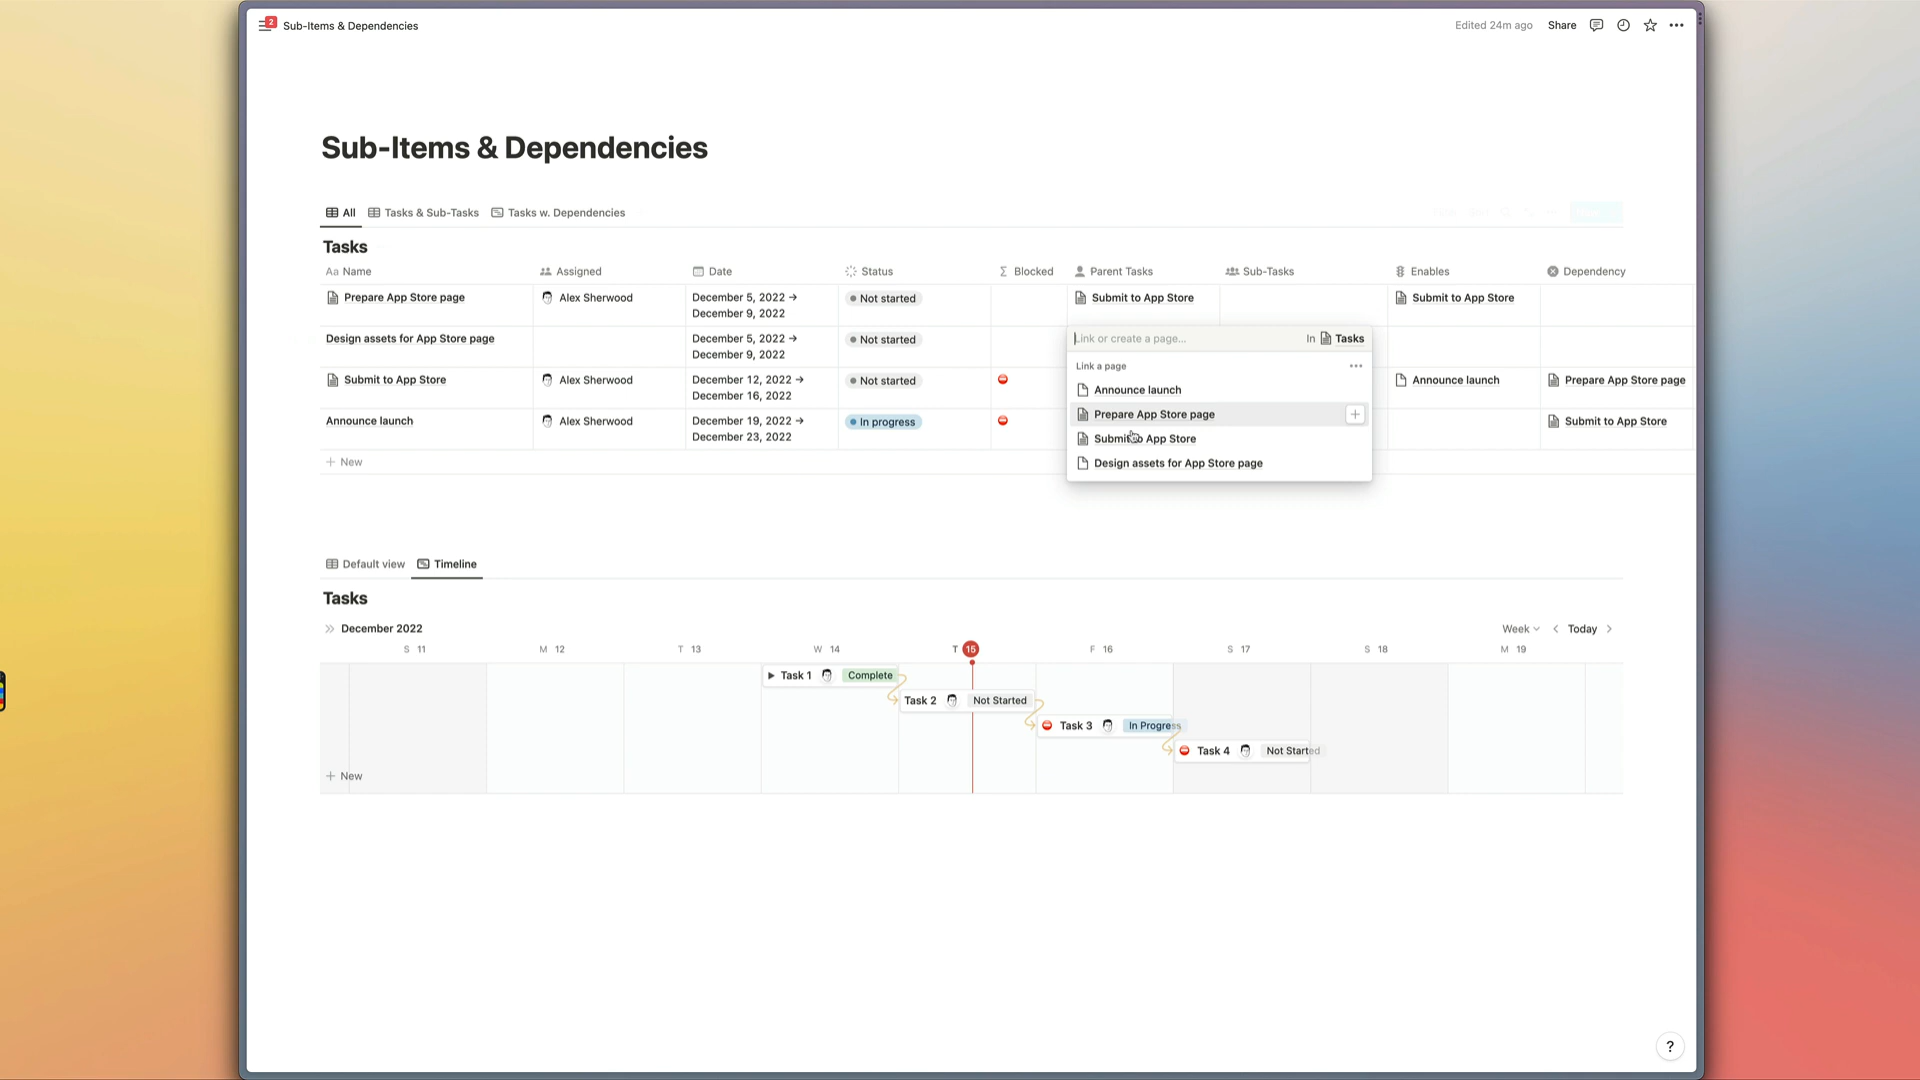 2
Sub-Items & Dependencies
Edited 24m ago
Share
Sub-Items & Dependencies
All
Tasks & Sub-Tasks
Tasks w. Dependencies
Tasks
Aa Name
Assigned
Date
Status
Σ Blocked
Parent Tasks
Sub-Tasks
Enables
Dependency
Prepare App Store page
Alex Sherwood
December 5, 2022 →
December 9, 2022
Not started
Submit to App Store
Submit to App Store
Design assets for App Store page
December 5, 2022 →
December 9, 2022
Not started
Link or create a page...
In Tasks
Link a page
Announce launch
Prepare App Store page
Submit to App Store
Design assets for App Store page
Submit to App Store
Alex Sherwood
December 12, 2022 →
December 16, 2022
Not started
Announce launch
Prepare App Store page
Announce launch
Alex Sherwood
December 19, 2022 →
December 23, 2022
In progress
Submit to App Store
+ New
Default view
Timeline
Tasks
December 2022
Week
Today
S 11
M 12
T 13
W 14
T 15
F 16
S 17
S 18
M 19
Task 1
Complete
Task 2
Not Started
Task 3
In Progress
Task 4
Not Started
+ New
?